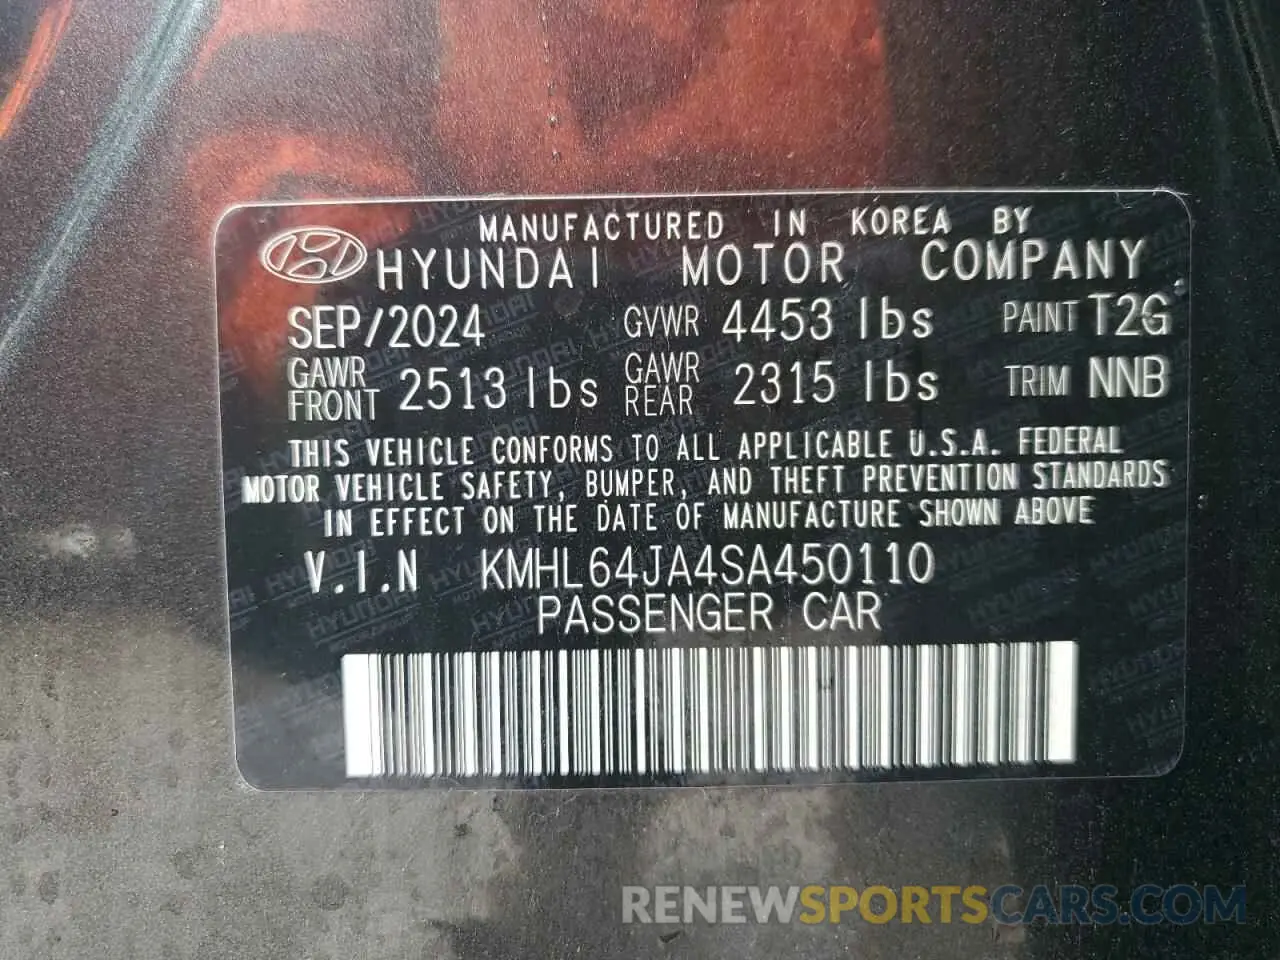 MANUFACTURED IN KOREA BY
HYUNDAI MOTOR COMPANY
SEP/2024 GVWR 4453 lbs PAINT T2G
GAWR FRONT 2513 lbs GAWR REAR 2315 lbs TRIM NNB
THIS VEHICLE CONFORMS TO ALL APPLICABLE U.S.A. FEDERAL
MOTOR VEHICLE SAFETY, BUMPER, AND THEFT PREVENTION STANDARDS
IN EFFECT ON THE DATE OF MANUFACTURE SHOWN ABOVE
V.I.N KMHL64JA4SA450110
PASSENGER CAR
RENEWSPORTSCARS.COM